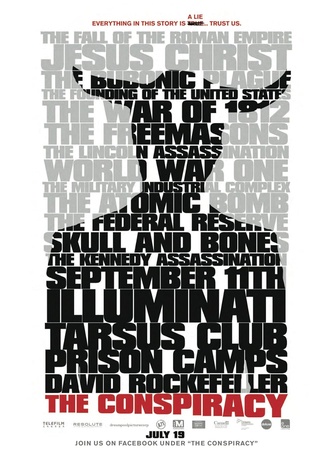 A LIE
EVERYTHING IN THIS STORY IS TRUE... TRUST US.
THE FALL OF THE ROMAN EMPIRE
JESUS CHRIST
THE BUBONIC PLAGUE
THE FOUNDING OF THE UNITED STATES
THE WAR OF 1912
THE FREEMASONS
THE LINCOLN ASSASSINATION
WORLD WAR ONE
THE MILITARY INDUSTRIAL COMPLEX
THE ATOMIC BOMB
THE FEDERAL RESERVE
SKULL AND BONES
THE KENNEDY ASSASSINATION
SEPTEMBER 11TH
ILLUMINATI
TARSUS CLUB
PRISON CAMPS
DAVID ROCKEFELLER
THE CONSPIRACY
TELEFILM
RESOLUTE
JULY 19
JOIN US ON FACEBOOK UNDER “THE CONSPIRACY”